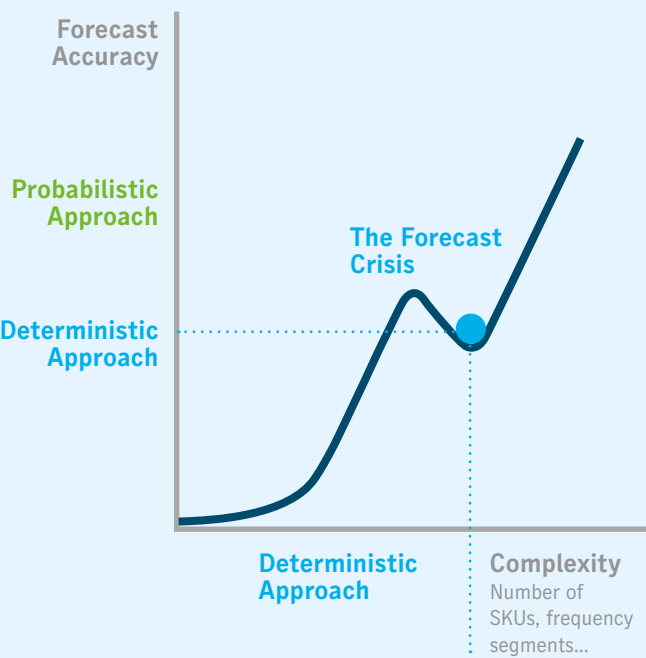 Forecast
Accuracy
Probabilistic
Approach
The Forecast
Crisis
Deterministic
Approach
Deterministic
Approach
Complexity
Number of
SKUs, frequency
segments...